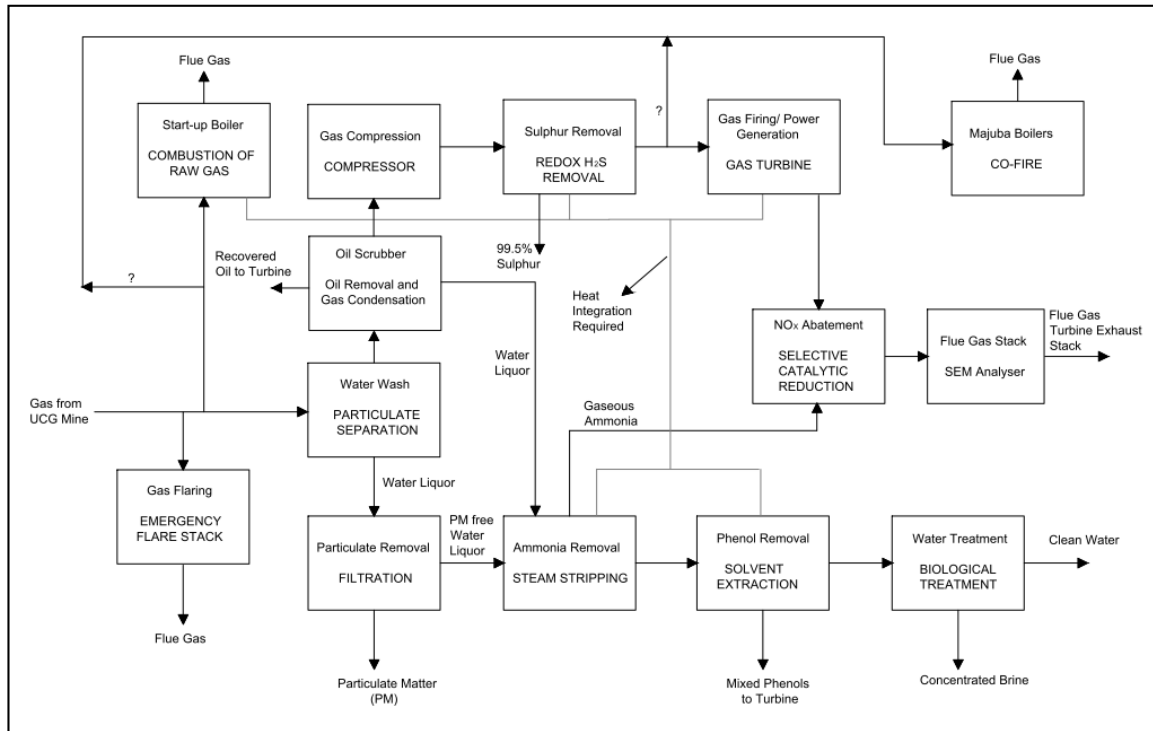 Flue Gas
Flue Gas
Start-up Boiler
COMBUSTION OF
RAW GAS
Gas Compression
COMPRESSOR
Sulphur Removal
REDOX H₂S
REMOVAL
?
Gas Firing/ Power
Generation
GAS TURBINE
Majuba Boilers
CO-FIRE
?
Recovered
Oil to Turbine
Oil Scrubber
Oil Removal and
Gas Condensation
99.5%
Sulphur
Heat
Integration
Required
Water
Liquor
NOx Abatement
SELECTIVE
CATALYTIC
REDUCTION
Flue Gas Stack
SEM Analyser
Flue Gas
Turbine Exhaust
Stack
Gas from
UCG Mine
Water Wash
PARTICULATE
SEPARATION
Gaseous
Ammonia
Gas Flaring
EMERGENCY
FLARE STACK
Water Liquor
Particulate Removal
FILTRATION
PM free
Water
Liquor
Ammonia Removal
STEAM STRIPPING
Phenol Removal
SOLVENT
EXTRACTION
Water Treatment
BIOLOGICAL
TREATMENT
Clean Water
Flue Gas
Particulate Matter
(PM)
Mixed Phenols
to Turbine
Concentrated Brine